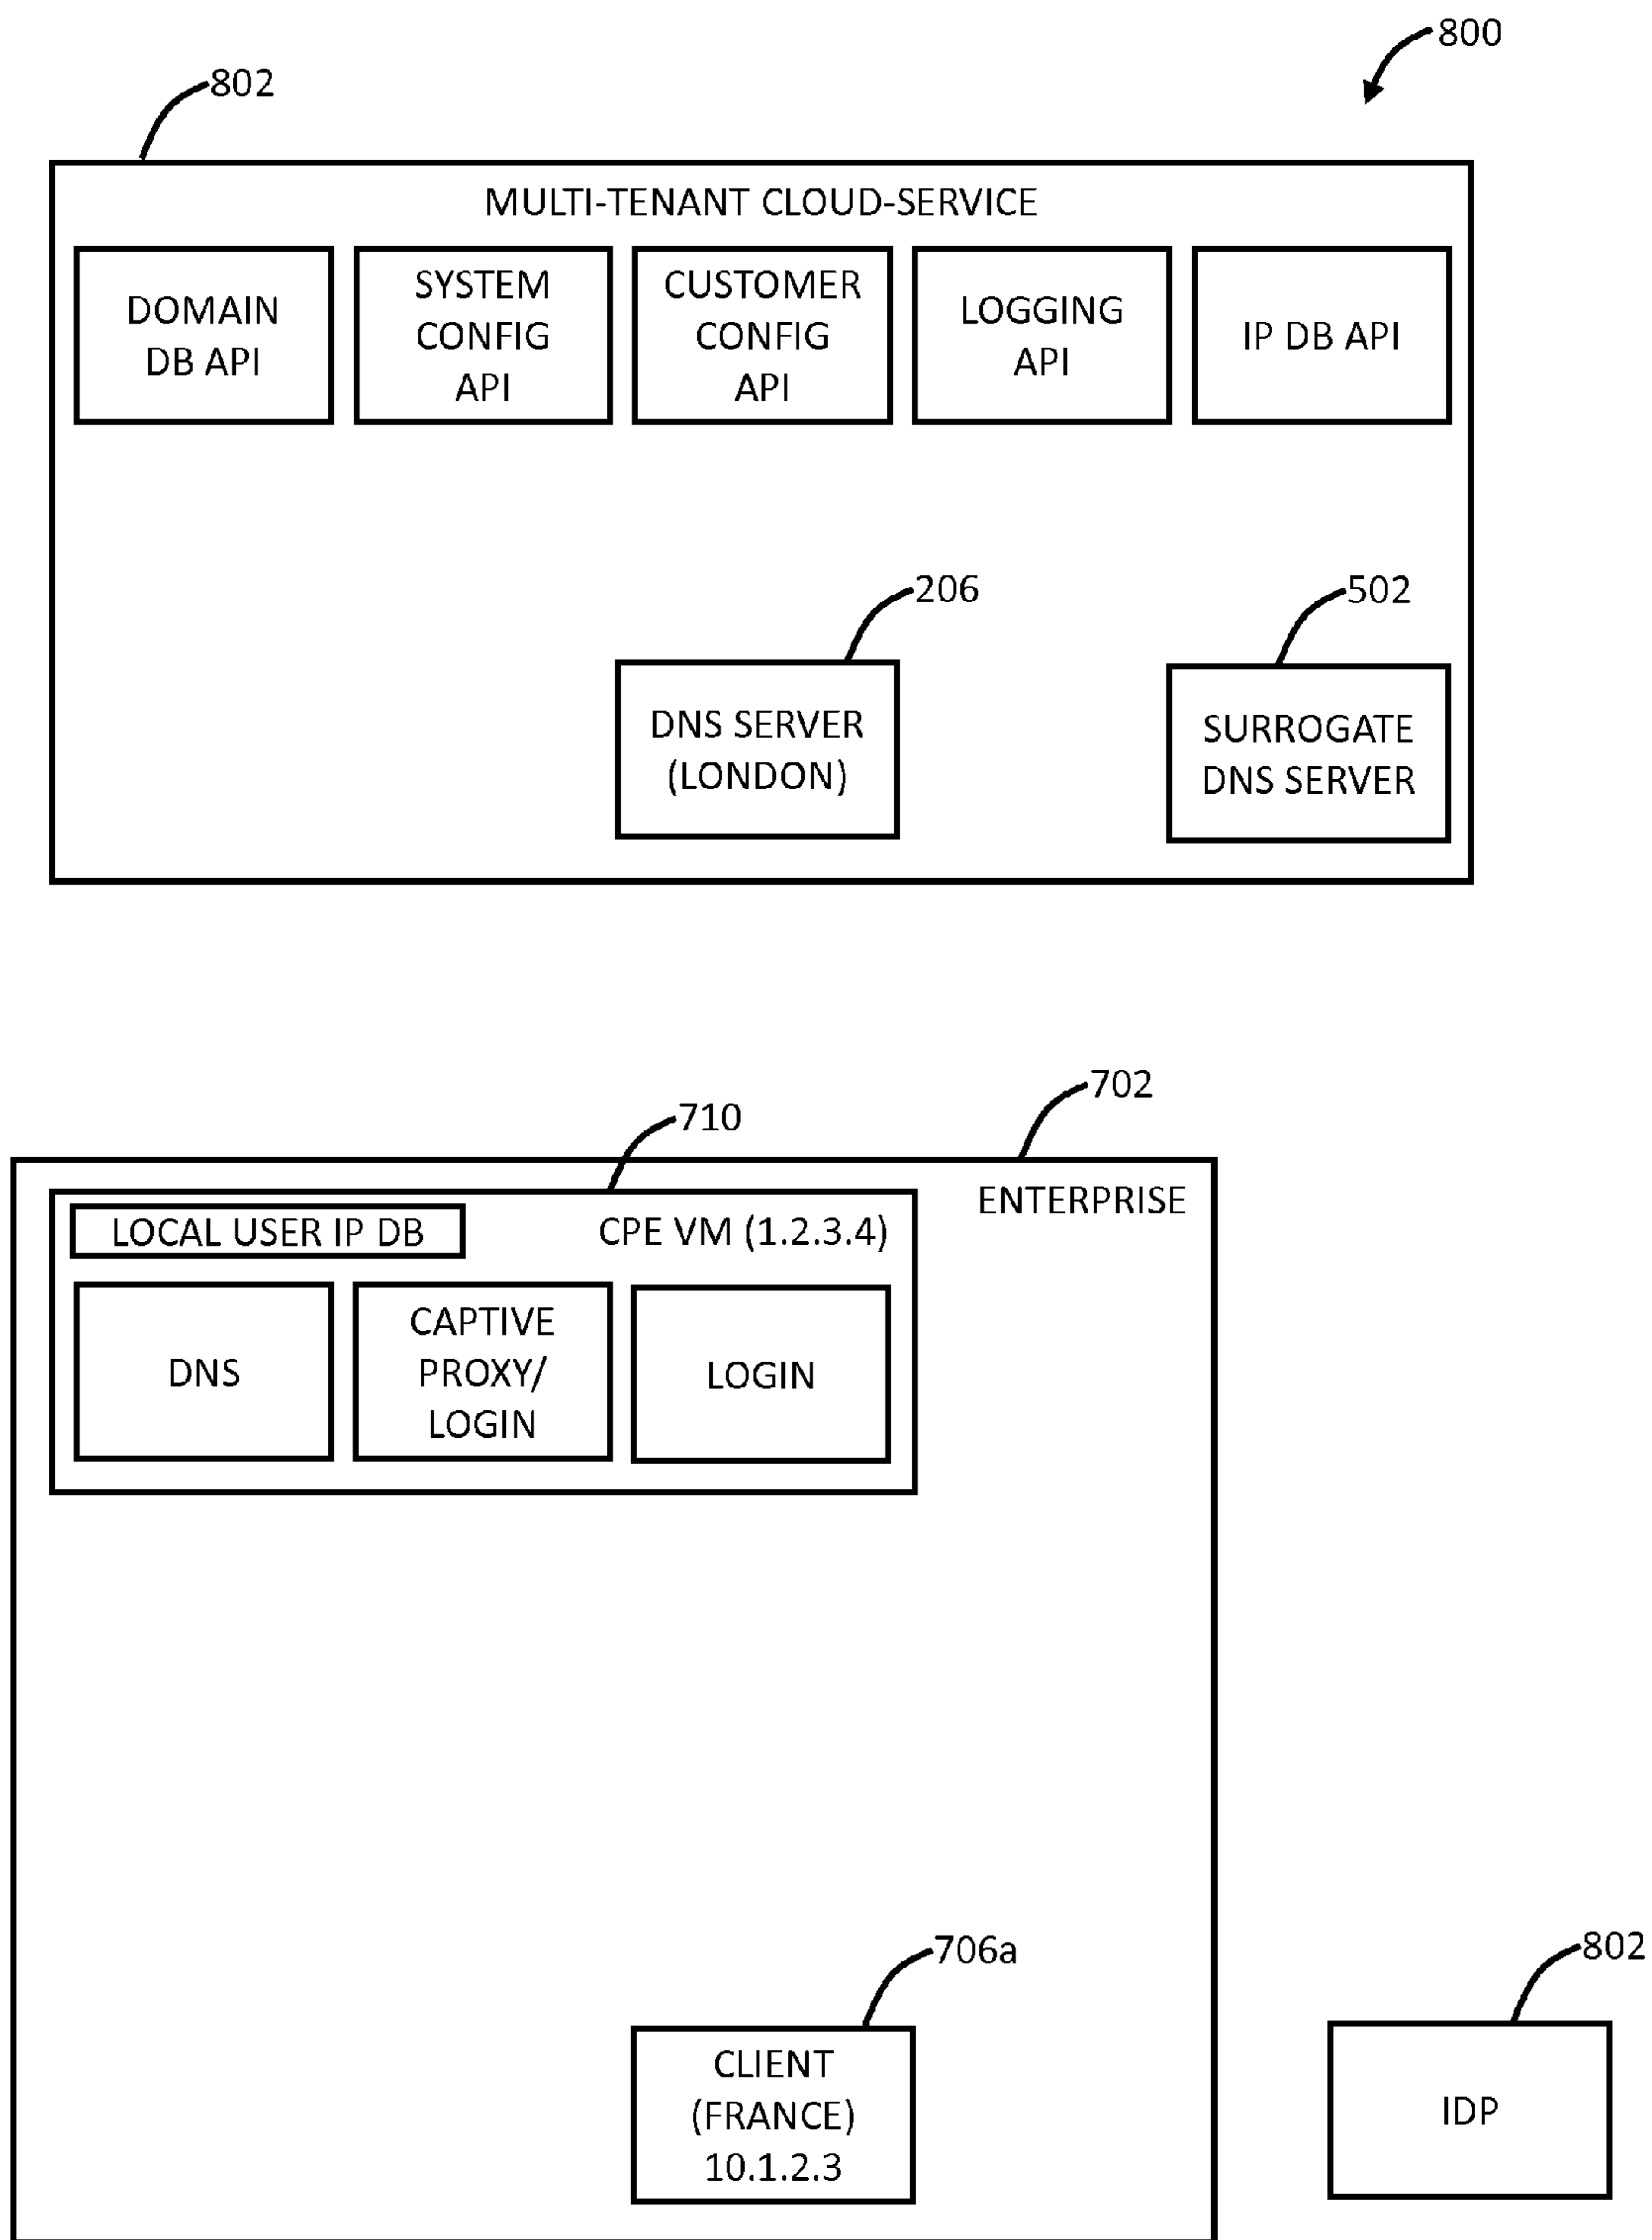 800
802
MULTI-TENANT CLOUD-SERVICE
DOMAIN
DB API
SYSTEM
CONFIG
API
CUSTOMER
CONFIG
API
LOGGING
API
IP DB API
206
502
DNS SERVER
(LONDON)
SURROGATE
DNS SERVER
702
710
ENTERPRISE
LOCAL USER IP DB
CPE VM (1.2.3.4)
DNS
CAPTIVE
PROXY/
LOGIN
LOGIN
706a
802
CLIENT
(FRANCE)
10.1.2.3
IDP